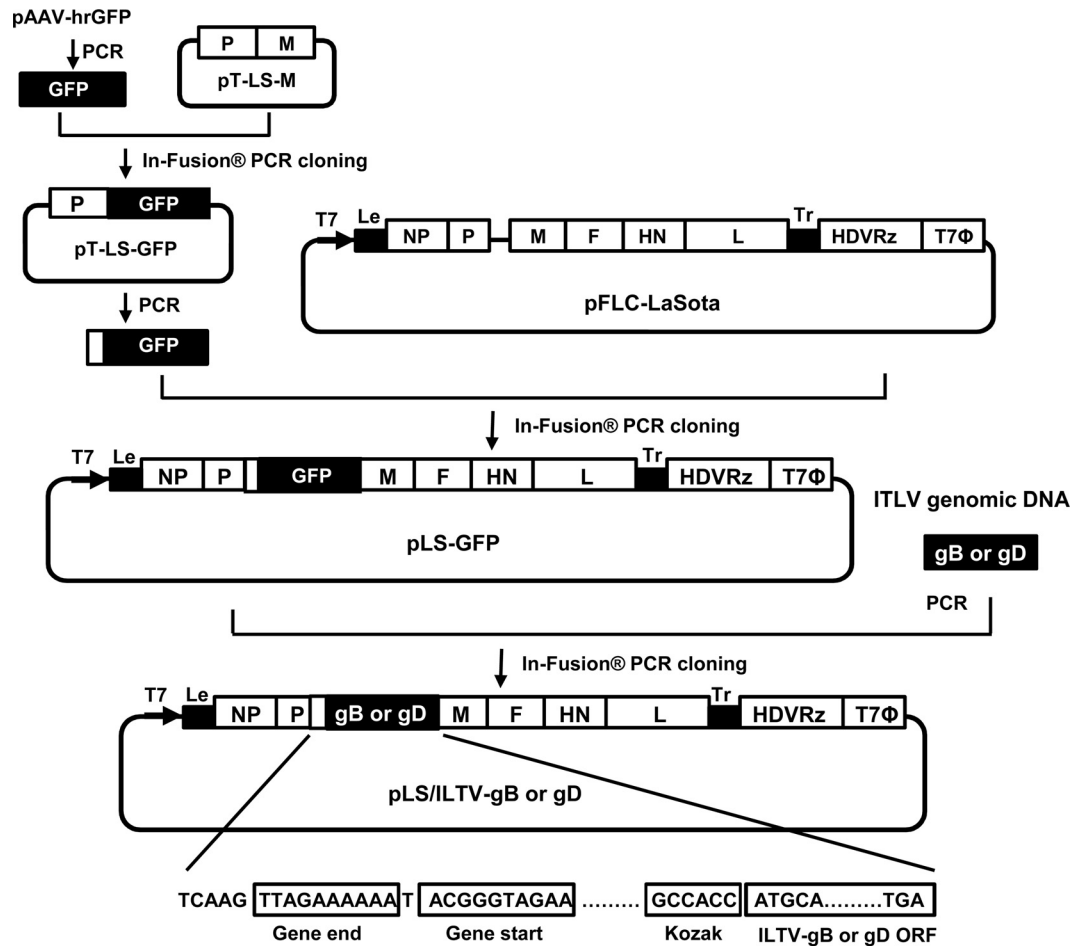 pAAV-hrGFP
PCR
GFP
P M
pT-LS-M
In-Fusion® PCR cloning
P GFP
pT-LS-GFP
PCR
GFP
T7 Le NP P M F HN L Tr HDVRz T7Φ
pFLC-LaSota
In-Fusion® PCR cloning
T7 Le NP P GFP M F HN L Tr HDVRz T7Φ
pLS-GFP
ITLV genomic DNA
gB or gD
PCR
In-Fusion® PCR cloning
T7 Le NP P gB or gD M F HN L Tr HDVRz T7Φ
pLS/ILTV-gB or gD
TCAAG TTAGAAAAAA T ACGGGTAGAA ......... GCCACC ATGCA.........TGA
Gene end Gene start Kozak ILTV-gB or gD ORF